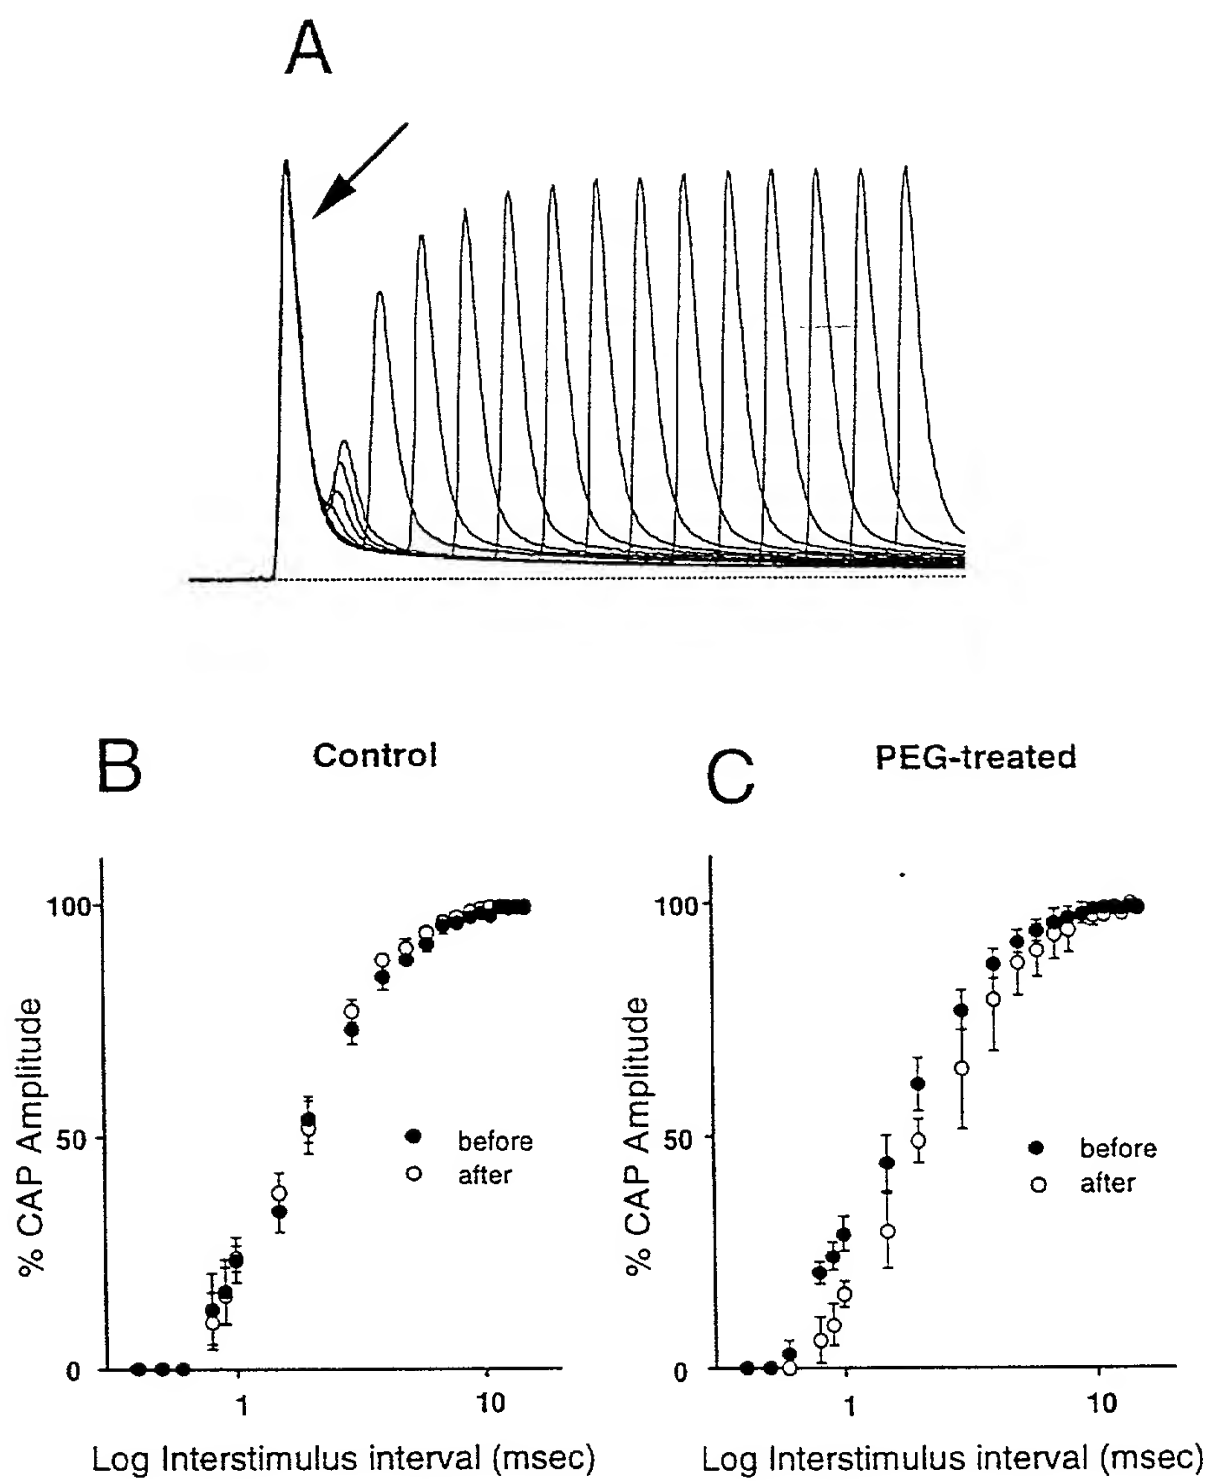 A
B
Control
C
PEG-treated
100
50
0
1
10
% CAP Amplitude
before
after
Log Interstimulus interval (msec)
100
50
0
1
10
% CAP Amplitude
before
after
Log Interstimulus interval (msec)